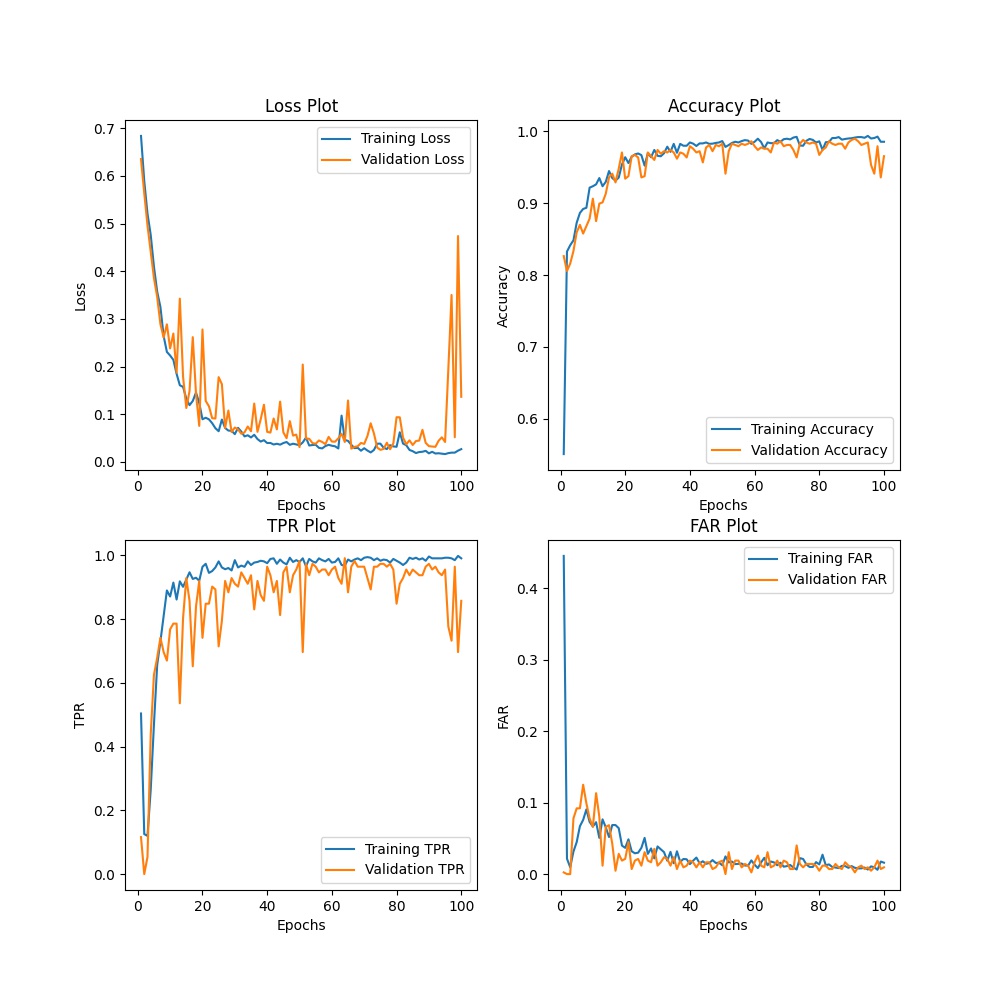 Loss Plot
0.7
0.6
0.5
0.4
0.3
0.2
0.1
0.0
Loss
Training Loss
Validation Loss
0 20 40 60 80 100
Epochs
Accuracy Plot
1.0
0.9
0.8
0.7
0.6
Accuracy
Training Accuracy
Validation Accuracy
0 20 40 60 80 100
Epochs
TPR Plot
1.0
0.8
0.6
0.4
0.2
0.0
TPR
Training TPR
Validation TPR
0 20 40 60 80 100
Epochs
FAR Plot
0.4
0.3
0.2
0.1
0.0
FAR
Training FAR
Validation FAR
0 20 40 60 80 100
Epochs